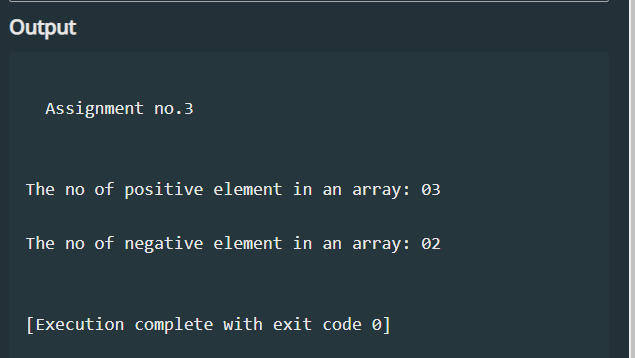 Output
Assignment no.3
The no of positive element in an array: 03
The no of negative element in an array: 02
[Execution complete with exit code 0]